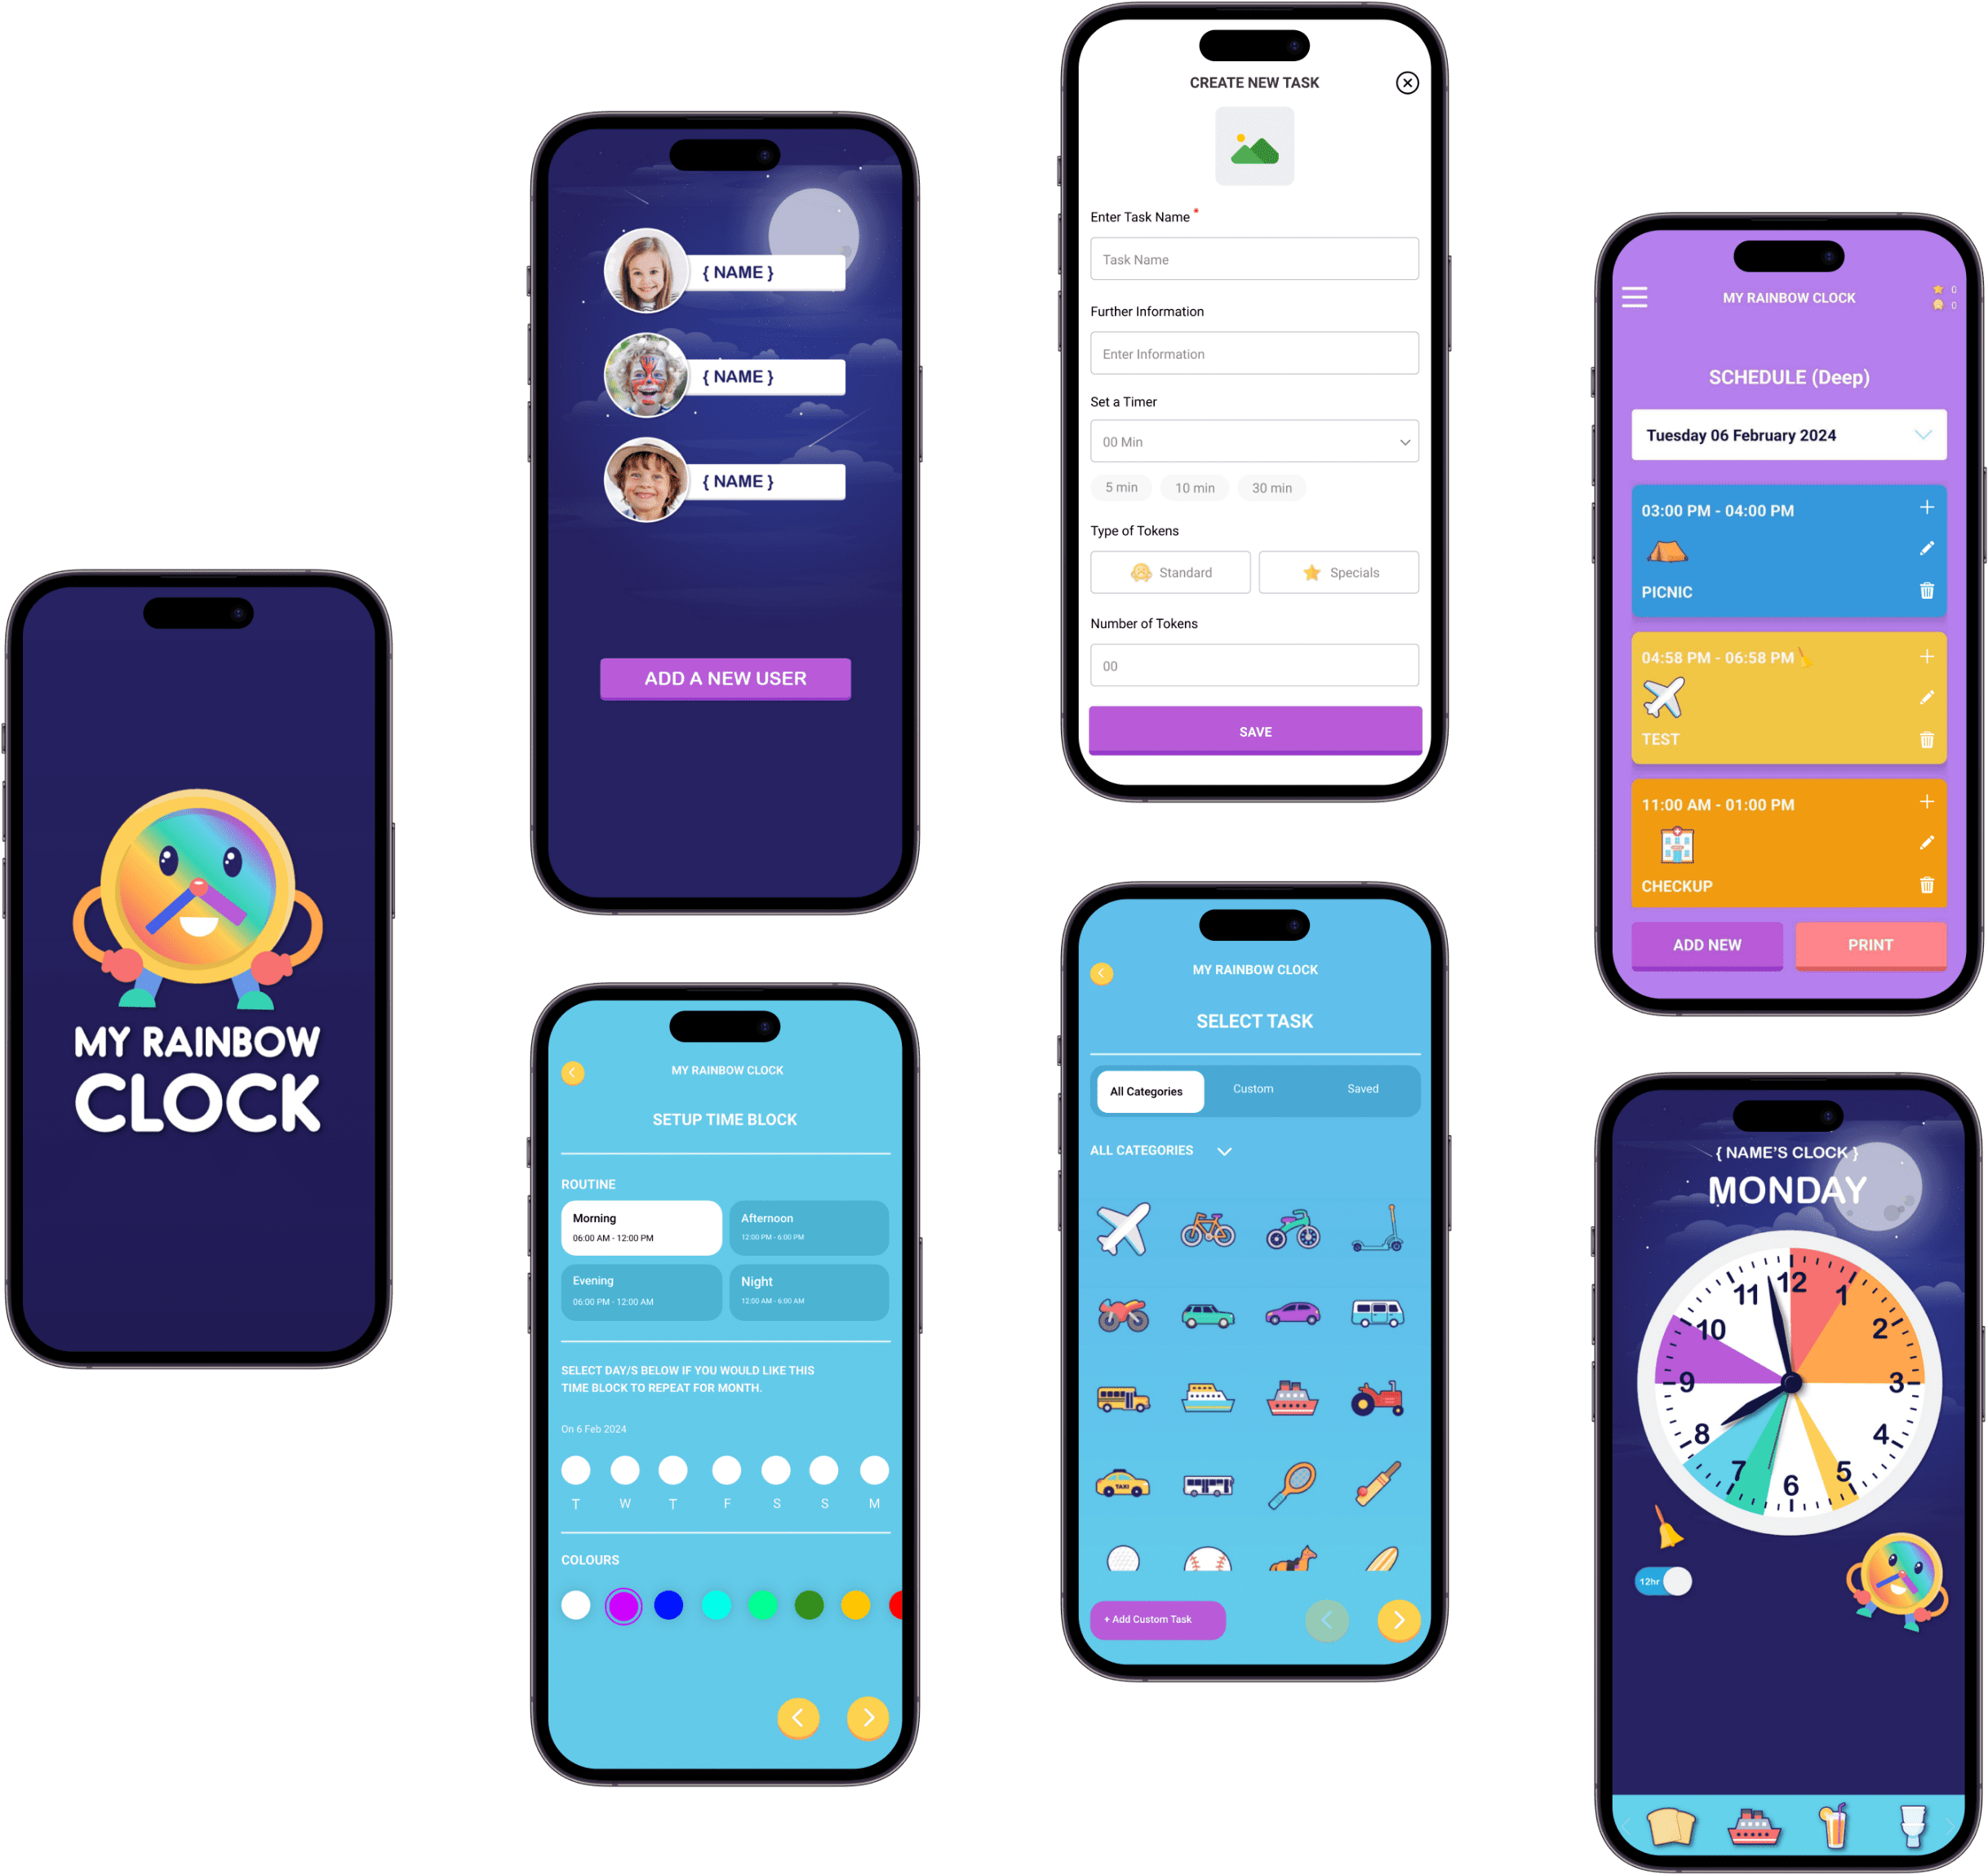 MY RAINBOW
CLOCK
{ NAME }
{ NAME }
{ NAME }
ADD A NEW USER
MY RAINBOW CLOCK
SETUP TIME BLOCK
ROUTINE
Morning
06:00 AM - 12:00 PM
Afternoon
12:00 PM - 6:00 PM
Evening
06:00 PM - 12:00 AM
Night
12:00 AM - 6:00 AM
SELECT DAY/S BELOW IF YOU WOULD LIKE THIS
TIME BLOCK TO REPEAT FOR MONTH.
On 6 Feb 2024
T W T F S S M
COLOURS
CREATE NEW TASK
Enter Task Name *
Task Name
Further Information
Enter Information
Set a Timer
00 Min
5 min 10 min 30 min
Type of Tokens
Standard Specials
Number of Tokens
00
SAVE
MY RAINBOW CLOCK
SELECT TASK
All Categories Custom Saved
ALL CATEGORIES
TAXI
+ Add Custom Task
MY RAINBOW CLOCK
0
0
SCHEDULE (Deep)
Tuesday 06 February 2024
03:00 PM - 04:00 PM
PICNIC
04:58 PM - 06:58 PM
TEST
11:00 AM - 01:00 PM
CHECKUP
ADD NEW PRINT
{ NAME'S CLOCK }
MONDAY
12
1
2
3
4
5
6
7
8
9
10
11
12hr